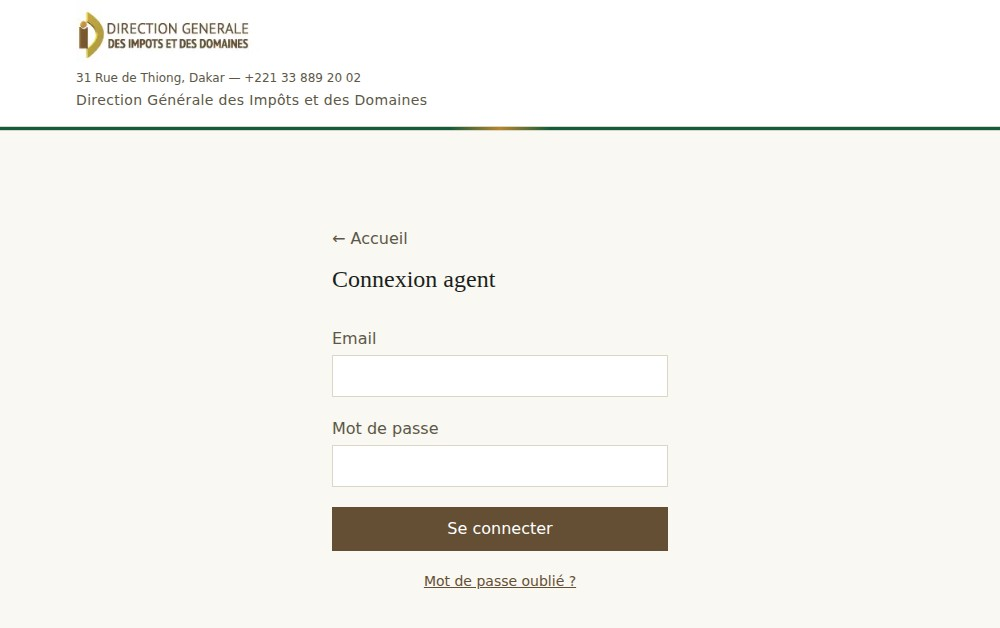 DIRECTION GENERALE
DES IMPOTS ET DES DOMAINES
31 Rue de Thiong, Dakar — +221 33 889 20 02
Direction Générale des Impôts et des Domaines
← Accueil
Connexion agent
Email
Mot de passe
Se connecter
Mot de passe oublié ?